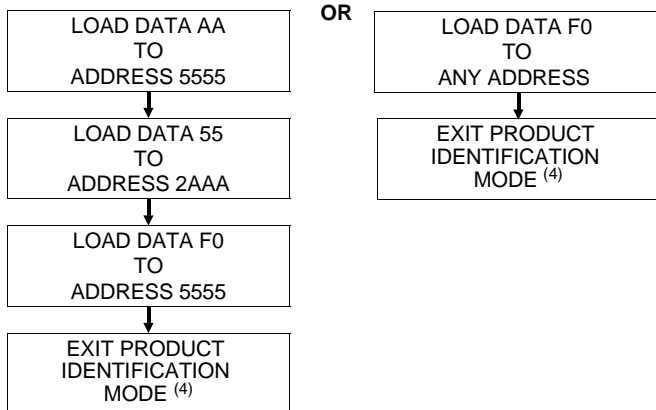 LOAD DATA AA
TO
ADDRESS 5555
LOAD DATA 55
TO
ADDRESS 2AAA
LOAD DATA F0
TO
ADDRESS 5555
EXIT PRODUCT
IDENTIFICATION
MODE (4)
OR
LOAD DATA F0
TO
ANY ADDRESS
EXIT PRODUCT
IDENTIFICATION
MODE (4)